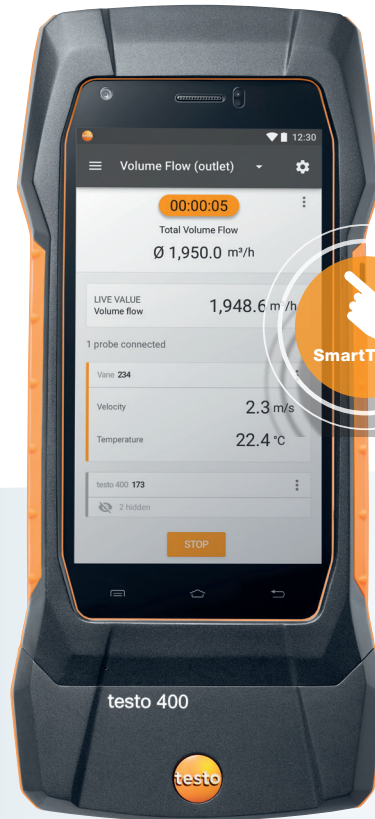 12:30
Volume Flow (outlet)
00:00:05
Total Volume Flow
Ø 1,950.0 m³/h
LIVE VALUE
Volume flow
1,948.6 m³/h
1 probe connected
SmartT
Vane 234
Velocity 2.3 m/s
Temperature 22.4 °C
testo 400 173
2 hidden
STOP
testo 400
testo